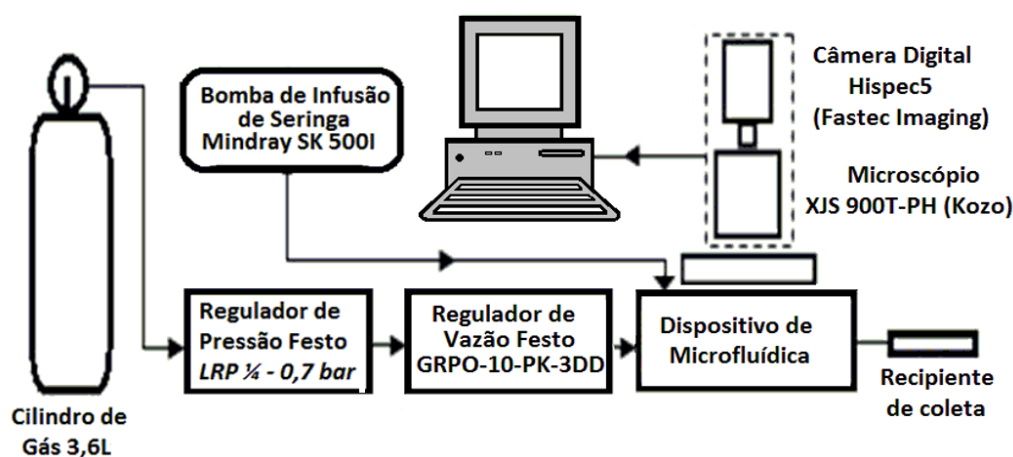 Câmera Digital
Hispec5
(Fastec Imaging)
Bomba de Infusão
de Seringa
Mindray SK 500I
Microscópio
XJS 900T-PH (Kozo)
Regulador de
Pressão Festo
LRP ¼ - 0,7 bar
Regulador de
Vazão Festo
GRPO-10-PK-3DD
Dispositivo de
Microfluídica
Recipiente
de coleta
Cilindro de
Gás 3,6L